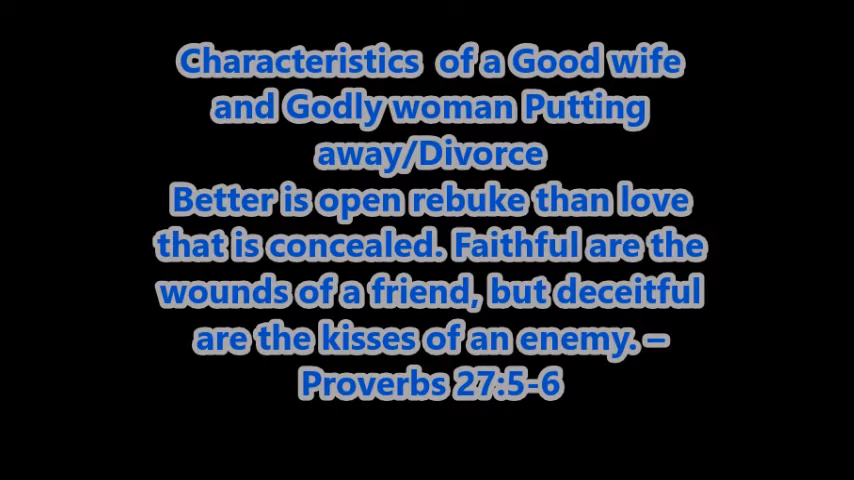 Characteristics  of a Good wife
and Godly woman Putting
away/Divorce
Better is open rebuke than love
that is concealed. Faithful are the
wounds of a friend, but deceitful
are the kisses of an enemy. –
Proverbs 27:5-6